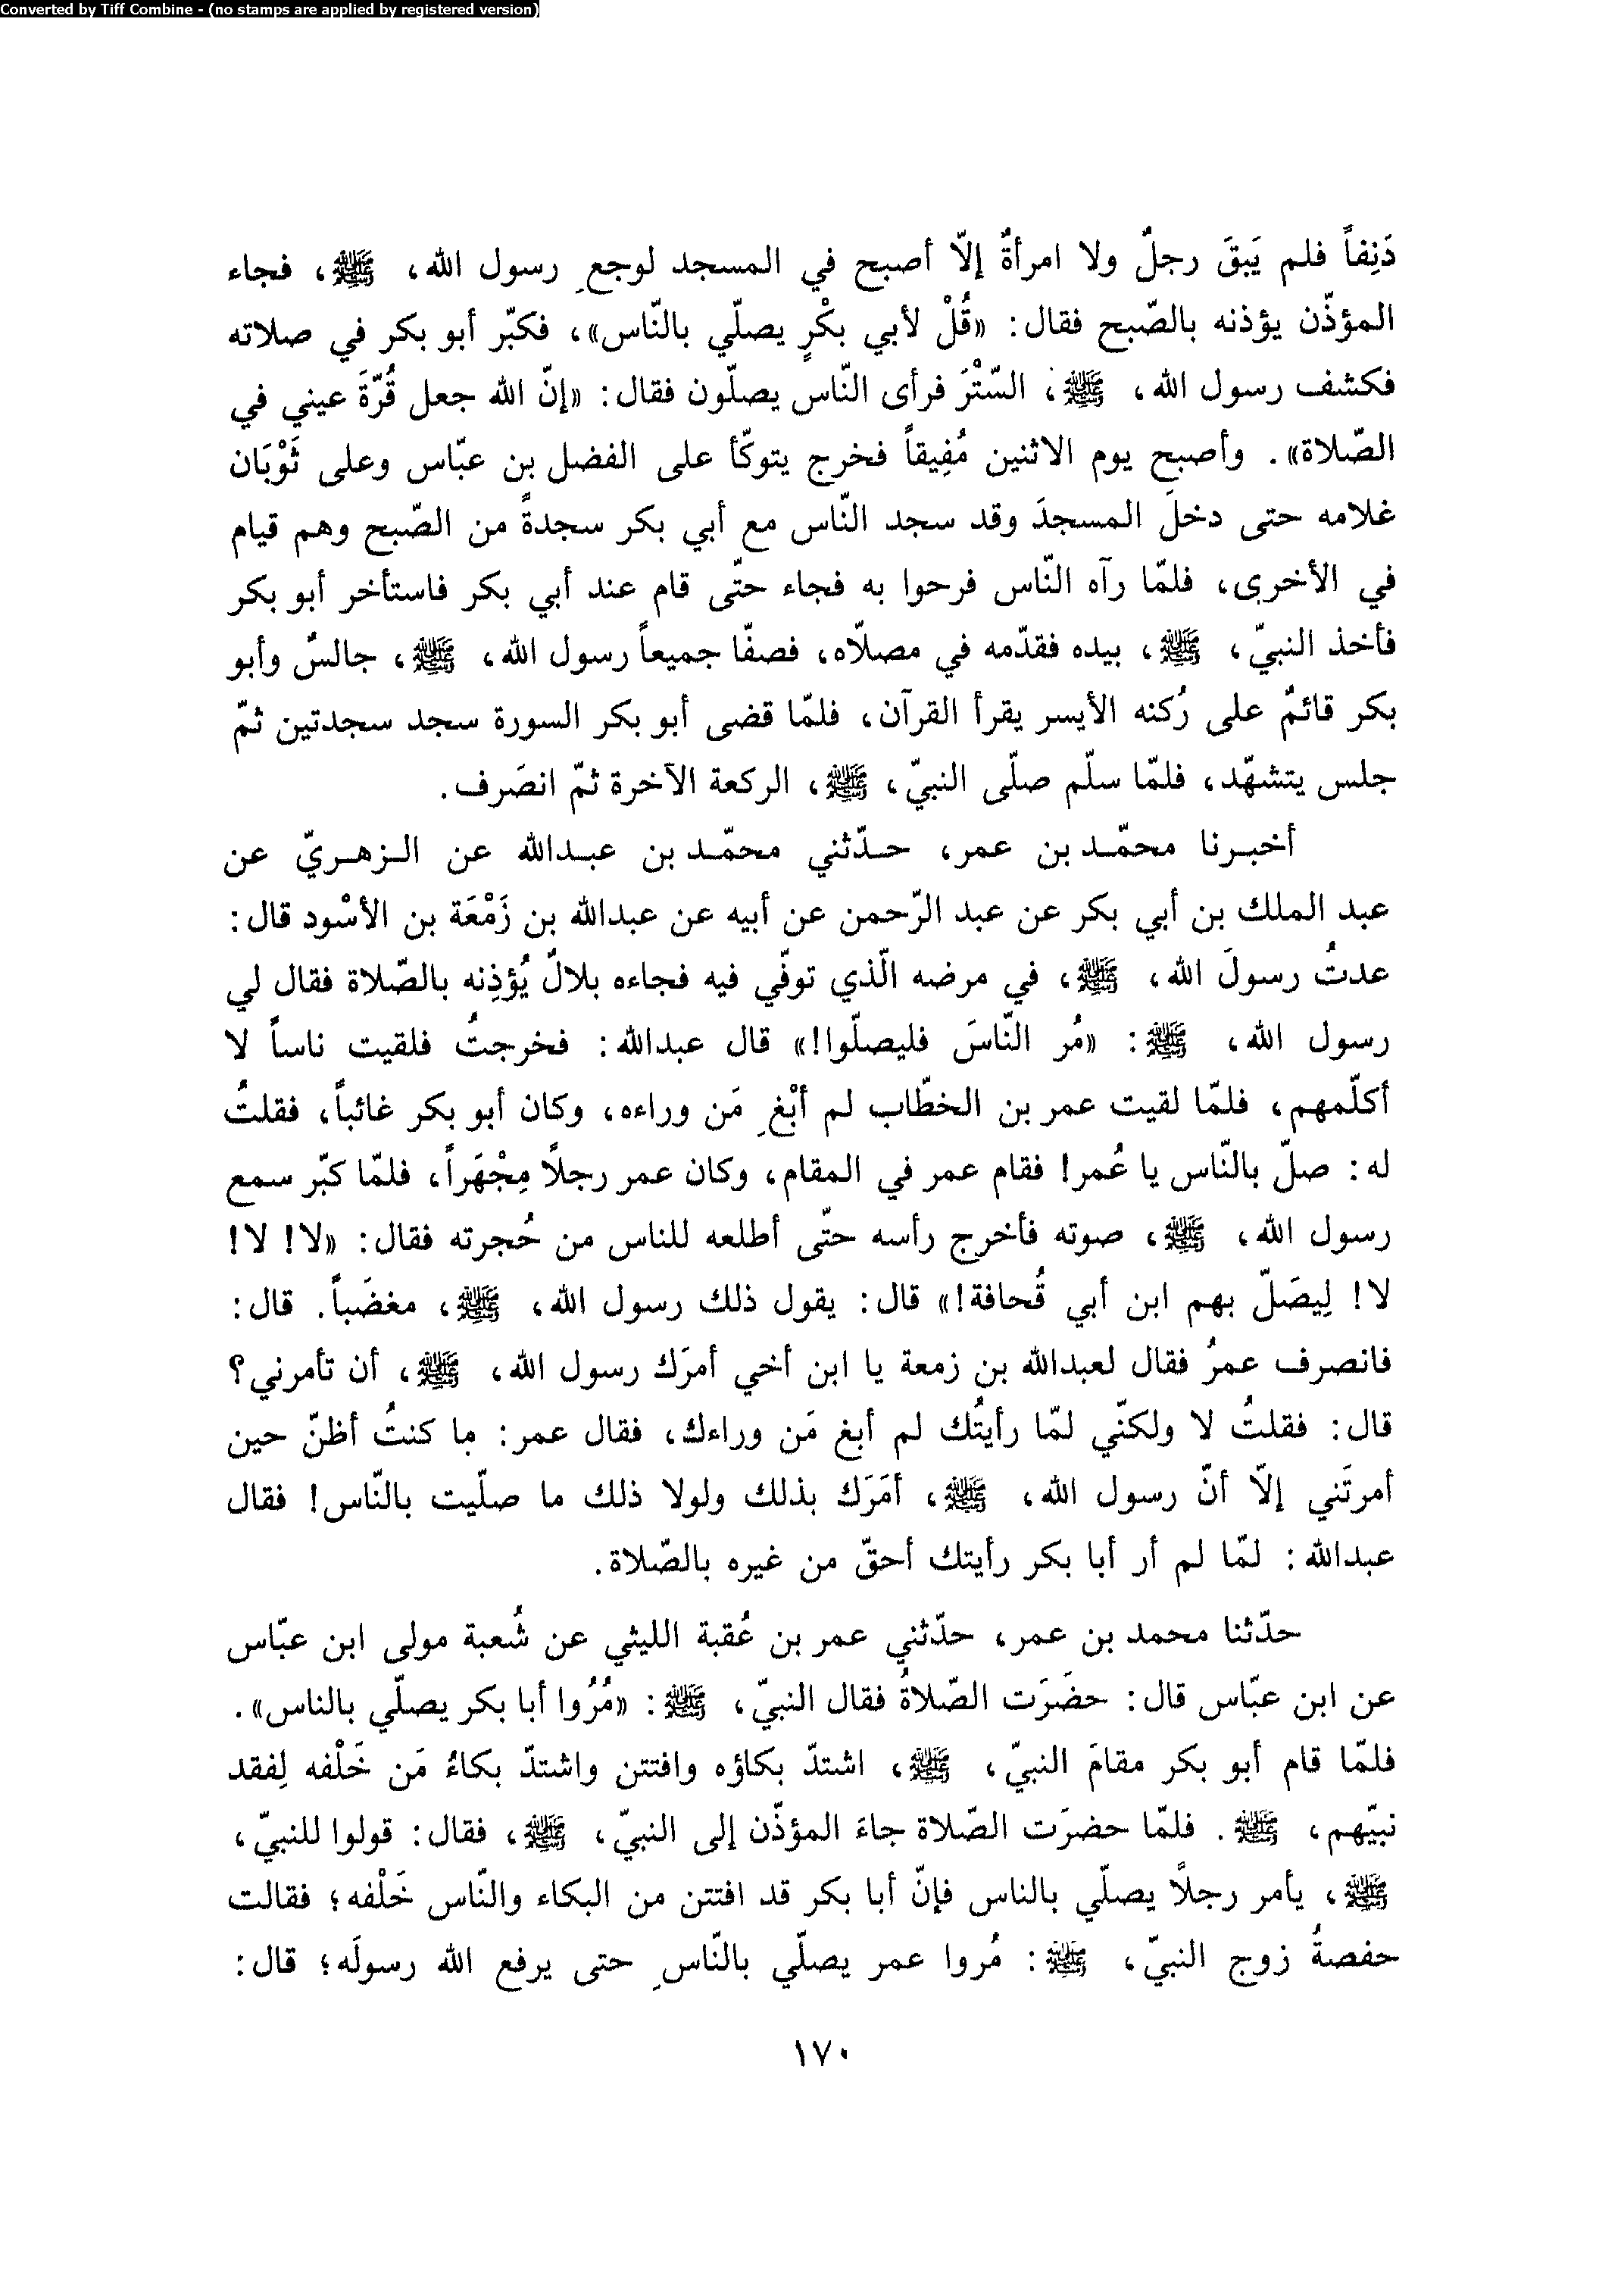 Converted by Tiff Combine - (no stamps are applied by registered version)
دَنِفاً فلم يَبقَ رجلٌ ولا امرأةٌ إلّا أصبح في المسجد لوجعِ رسول الله، ﷺ، فجاء
المؤذّن يؤذنه بالصّبح فقال: «قُلْ لأبي بكْرٍ يصلّي بالنّاس»، فكبّر أبو بكر في صلاته
فكشف رسول الله، ﷺ، السّتْرَ فرأى النّاس يصلّون فقال: «إنّ الله جعل قُرّةَ عيني في
الصّلاة». وأصبح يوم الاثنين مُفِيقاً فخرج يتوكّأ على الفضل بن عبّاس وعلى ثَوْبَان
غلامه حتى دخلَ المسجدَ وقد سجد النّاس مع أبي بكر سجدةً من الصّبح وهم قيام
في الأخرى، فلمّا رآه النّاس فرحوا به فجاء حتّى قام عند أبي بكر فاستأخر أبو بكر
فأخذ النبيّ، ﷺ، بيده فقدّمه في مصلّاه، فصفّا جميعاً رسول الله، ﷺ، جالسٌ وأبو
بكر قائمٌ على رُكنه الأيسر يقرأ القرآن، فلمّا قضى أبو بكر السورة سجد سجدتين ثمّ
جلس يتشهّد، فلمّا سلّم صلّى النبيّ، ﷺ، الركعة الآخرة ثمّ انصَرف.
أخبـرنا محمّـد بن عمر، حـدّثني محمّـد بن عبـدالله عن الـزهـريّ عن
عبد الملك بن أبي بكر عن عبد الرّحمن عن أبيه عن عبدالله بن زَمْعَة بن الأسْود قال:
عدتُ رسولَ الله، ﷺ، في مرضه الّذي توفّي فيه فجاءه بلالٌ يُؤذِنه بالصّلاة فقال لي
رسول الله، ﷺ: «مُر النّاسَ فليصلّوا!» قال عبدالله: فخرجتُ فلقيت ناساً لا
أكلّمهم، فلمّا لقيت عمر بن الخطّاب لم أبْغِ مَن وراءه، وكان أبو بكر غائباً، فقلتُ
له: صلّ بالنّاس يا عُمر! فقام عمر في المقام، وكان عمر رجلاً مِجْهَراً، فلمّا كبّر سمع
رسول الله، ﷺ، صوته فأخرج رأسه حتّى أطلعه للناس من حُجرته فقال: «لا! لا!
لا! لِيصَلّ بهم ابن أبي قُحافة!» قال: يقول ذلك رسول الله، ﷺ، مغضَباً. قال:
فانصرف عمرُ فقال لعبدالله بن زمعة يا ابن أخي أمرَك رسول الله، ﷺ، أن تأمرني؟
قال: فقلتُ لا ولكنّي لمّا رأيتُك لم أبغ مَن وراءك، فقال عمر: ما كنتُ أظنّ حين
أمرتَني إلّا أنّ رسول الله، ﷺ، أمَرَك بذلك ولولا ذلك ما صلّيت بالنّاس! فقال
عبدالله: لمّا لم أر أبا بكر رأيتك أحقّ من غيره بالصّلاة.
حدّثنا محمد بن عمر، حدّثني عمر بن عُقبة الليثي عن شُعبة مولى ابن عبّاس
عن ابن عبّاس قال: حضَرَت الصّلاةُ فقال النبيّ، ﷺ: «مُرُوا أبا بكر يصلّي بالناس».
فلمّا قام أبو بكر مقامَ النبيّ، ﷺ، اشتدّ بكاؤه وافتتن واشتدّ بكاءُ مَن خَلْفه لِفقد
نبيّهم، ﷺ. فلمّا حضرَت الصّلاة جاءَ المؤذّن إلى النبيّ، ﷺ، فقال: قولوا للنبيّ،
ﷺ، يأمر رجلاً يصلّي بالناس فإنّ أبا بكر قد افتتن من البكاء والنّاس خَلْفه؛ فقالت
حفصةُ زوج النبيّ، ﷺ: مُروا عمر يصلّي بالنّاسِ حتى يرفع الله رسولَه؛ قال:
١٧٠